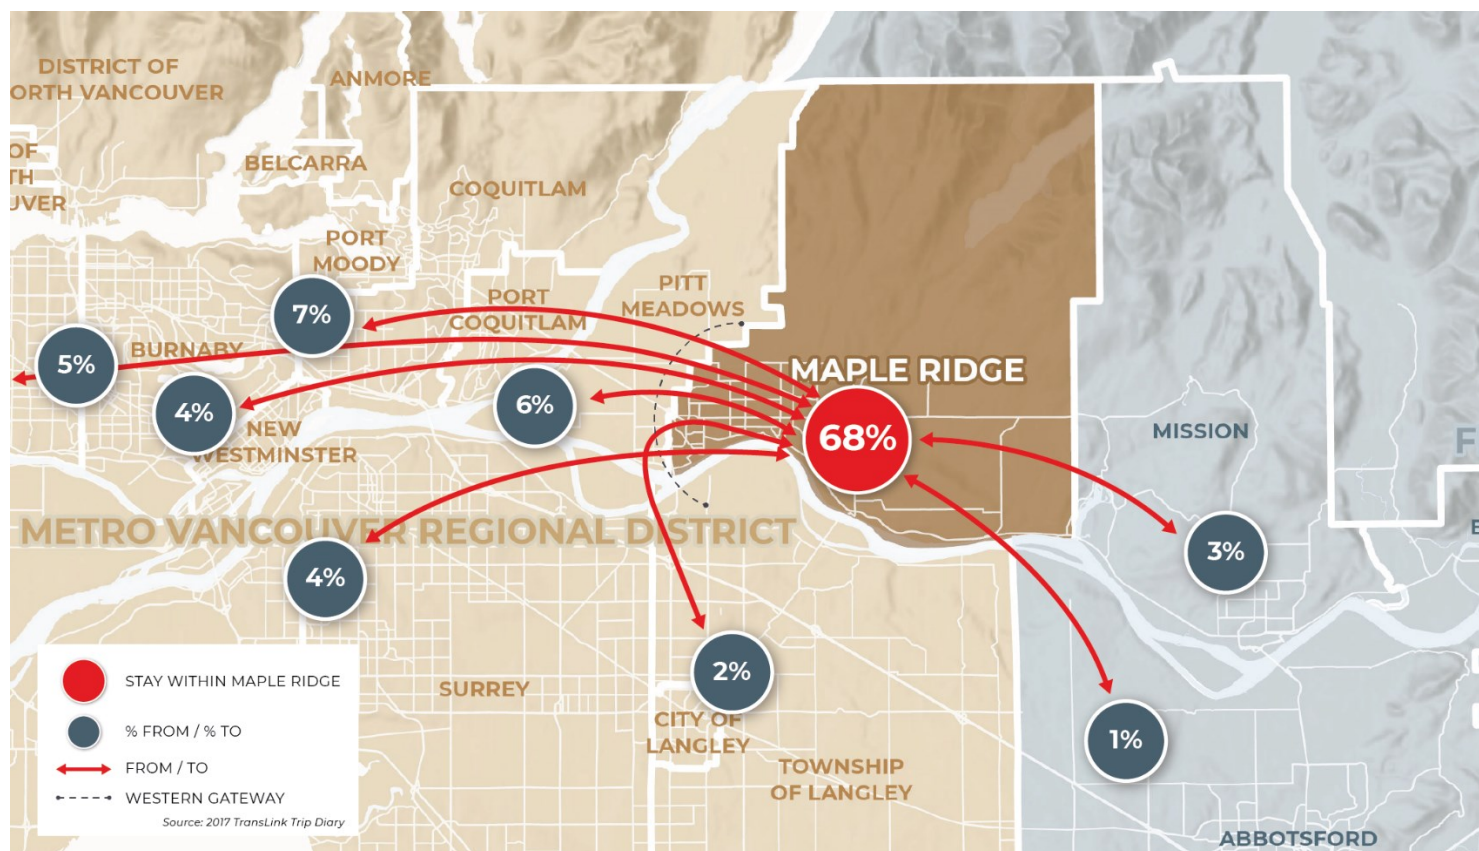 DISTRICT OF
ORTH VANCOUVER
ANMORE
OF
TH
UVER
BELCARRA
COQUITLAM
PORT
MOODY
PITT
MEADOWS
PORT
COQUITLAM
7%
BURNABY
5%
4%
6%
MAPLE RIDGE
68%
NEW
WESTMINSTER
MISSION
F
METRO VANCOUVER REGIONAL DISTRICT
E
4%
3%
2%
SURREY
CITY OF
LANGLEY
1%
TOWNSHIP
OF LANGLEY
ABBOTSFORD
STAY WITHIN MAPLE RIDGE
% FROM / % TO
FROM / TO
WESTERN GATEWAY
Source: 2017 TransLink Trip Diary